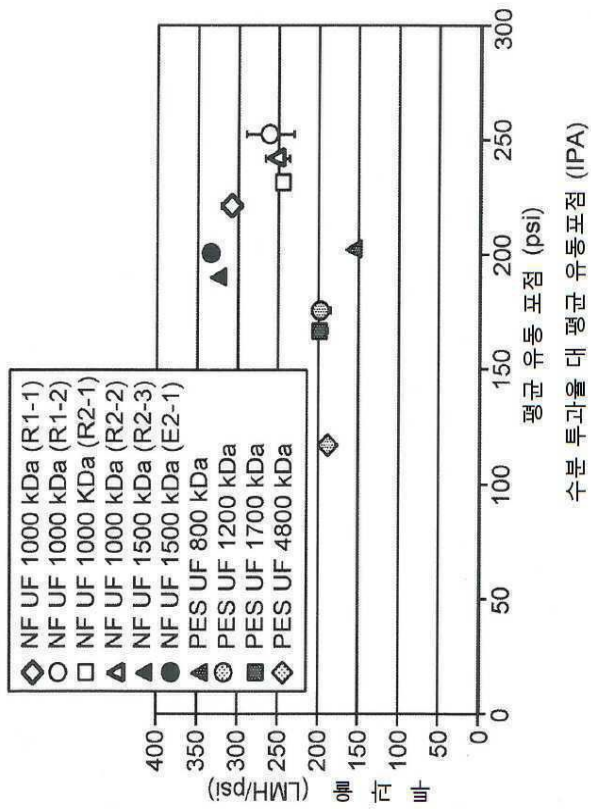 NF UF 1000 kDa (R1-1)
NF UF 1000 kDa (R1-2)
NF UF 1000 KDa (R2-1)
NF UF 1000 kDa (R2-2)
NF UF 1500 kDa (R2-3)
NF UF 1500 kDa (E2-1)
PES UF 800 kDa
PES UF 1200 kDa
PES UF 1700 kDa
PES UF 4800 kDa
투과율
(LMH/psi)
400
350
300
250
200
150
100
50
0
0 50 100 150 200 250 300
평균 유동 포점 (psi)
수분 투과율 대 평균 유동포점 (IPA)